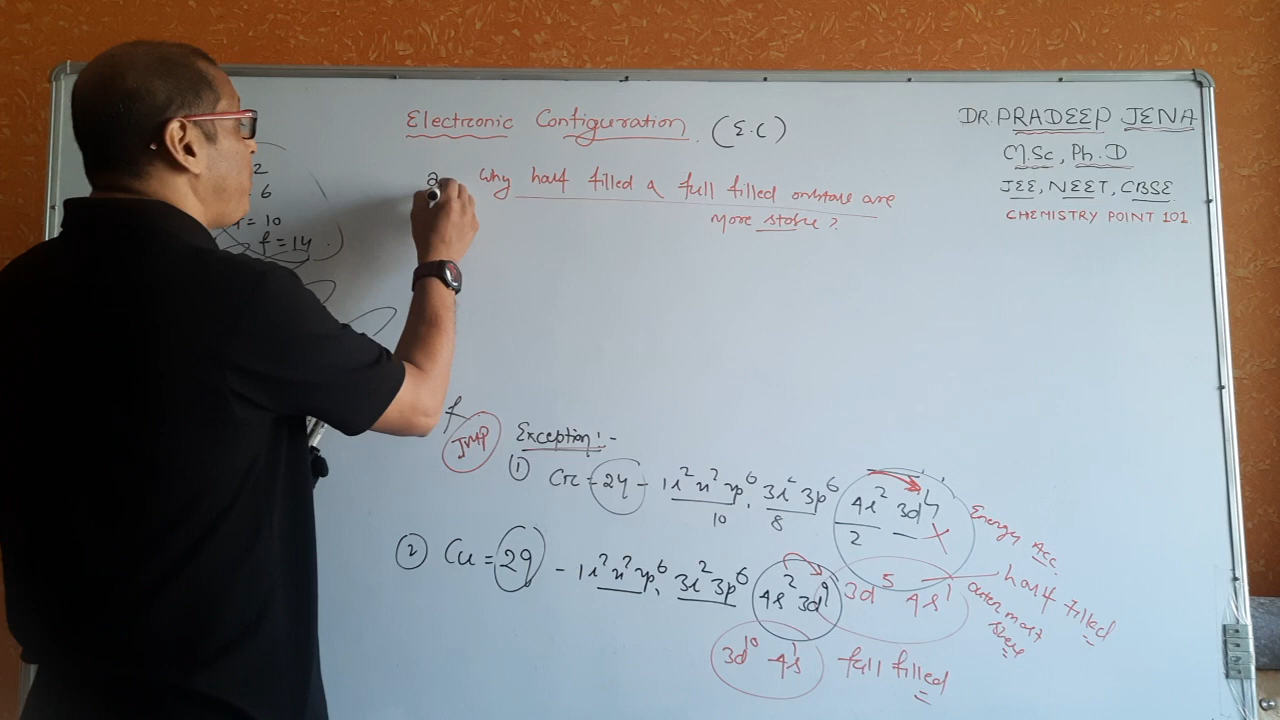 Electronic Configuration. (E.C)
DR. PRADEEP JENA
M.Sc, Ph.D
JEE, NEET, CBSE
CHEMISTRY POINT 101
Why half filled & full filled orbitals are
more stable?
2
6
= 10
f = 14
IMP
Exception:-
① Cr - 24 - 1s² 2s² 2p⁶, 3s² 3p⁶ 4s² 3d⁴
10 8 2
Energy Acc.
② Cu = 29 - 1s² 2s² 2p⁶, 3s² 3p⁶ 4s² 3d⁹
3d⁵ 4s¹
half filled
outer most
shell
3d¹⁰ 4s¹ full filled